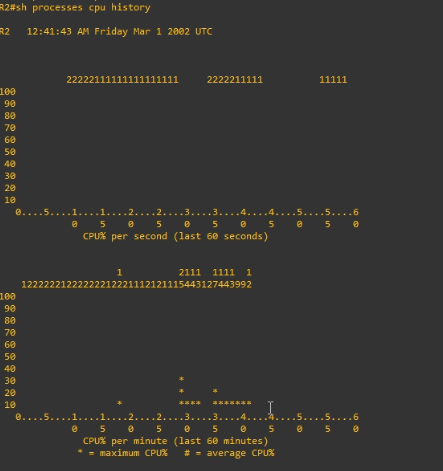 R2#sh processes cpu history
R2   12:41:43 AM Friday Mar 1 2002 UTC
22222111111111111111     2222211111          11111
100
90
80
70
60
50
40
30
20
10
0....5....1....1....2....2....3....3....4....4....5....5....6
0    5    0    5    0    5    0    5    0    5    0
CPU% per second (last 60 seconds)
1          2111  1111  1
12222221222222212221112121115443127443992
100
90
80
70
60
50
40
30 *
20 * *
10 * **** *******
0....5....1....1....2....2....3....3....4....4....5....5....6
0    5    0    5    0    5    0    5    0    5    0
CPU% per minute (last 60 minutes)
* = maximum CPU%   # = average CPU%